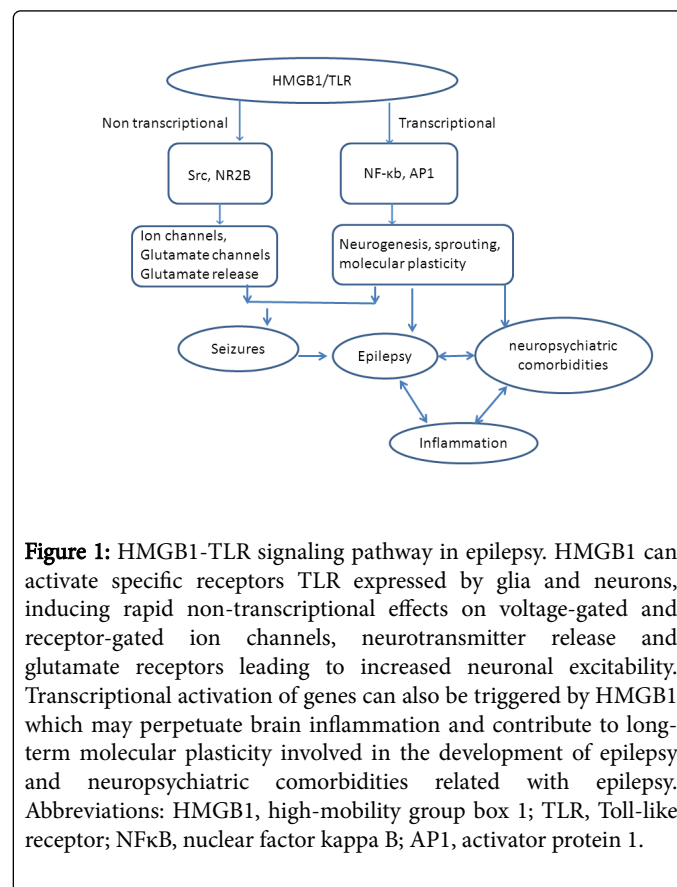 HMGB1/TLR
Non transcriptional
Transcriptional
Src, NR2B
NF-κb, AP1
Ion channels,
Glutamate channels
Glutamate release
Neurogenesis, sprouting,
molecular plasticity
Seizures
Epilepsy
neuropsychiatric
comorbidities
Inflammation
Figure 1: HMGB1-TLR signaling pathway in epilepsy. HMGB1 can
activate specific receptors TLR expressed by glia and neurons,
inducing rapid non-transcriptional effects on voltage-gated and
receptor-gated ion channels, neurotransmitter release and
glutamate receptors leading to increased neuronal excitability.
Transcriptional activation of genes can also be triggered by HMGB1
which may perpetuate brain inflammation and contribute to long-
term molecular plasticity involved in the development of epilepsy
and neuropsychiatric comorbidities related with epilepsy.
Abbreviations: HMGB1, high-mobility group box 1; TLR, Toll-like
receptor; NFκB, nuclear factor kappa B; AP1, activator protein 1.